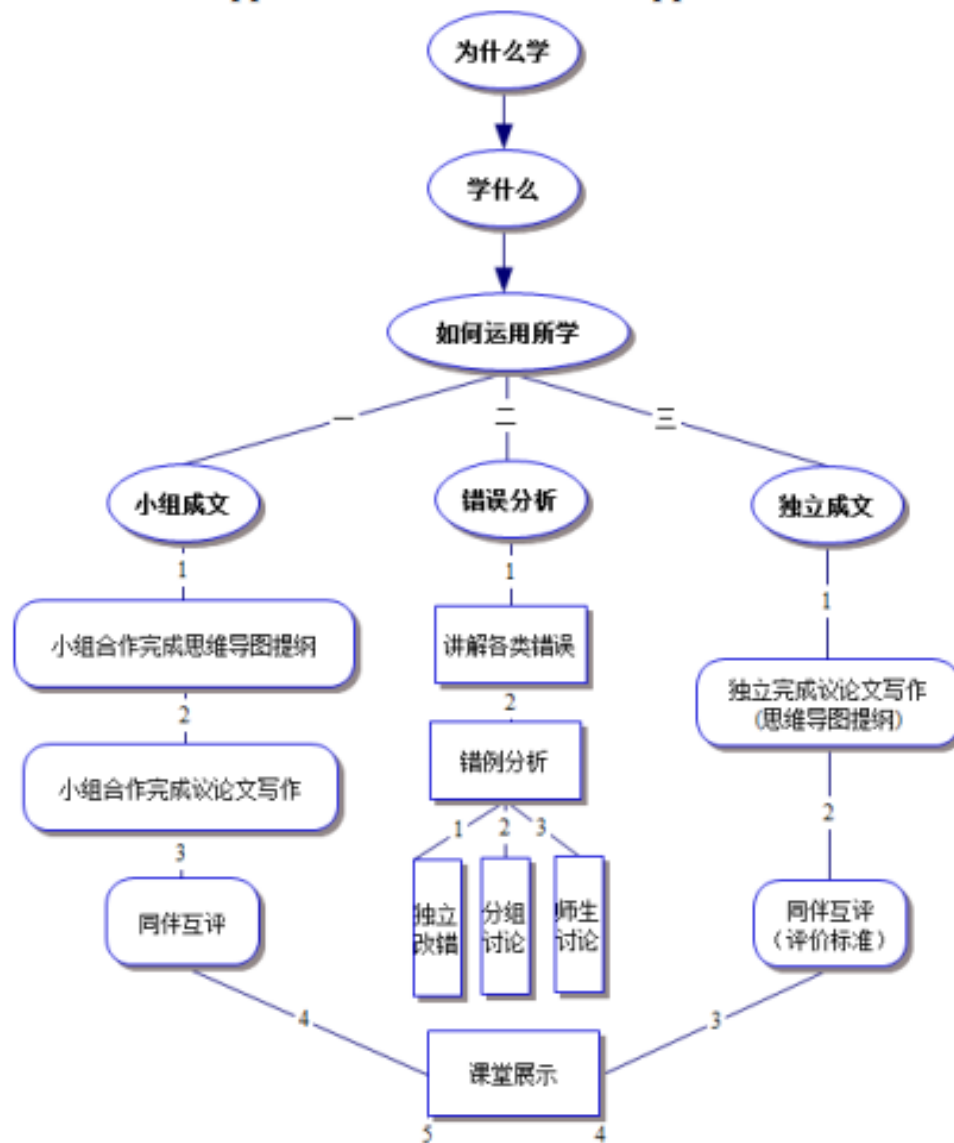 为什么学
学什么
如何运用所学
一
二
三
小组成文
错误分析
独立成文
1
1
1
小组合作完成思维导图提纲
讲解各类错误
独立完成议论文写作
(思维导图提纲)
2
2
2
小组合作完成议论文写作
错例分析
1
2
3
3
同伴互评
独立
改错
分组
讨论
师生
讨论
同伴互评
（评价标准）
4
3
课堂展示
5
4